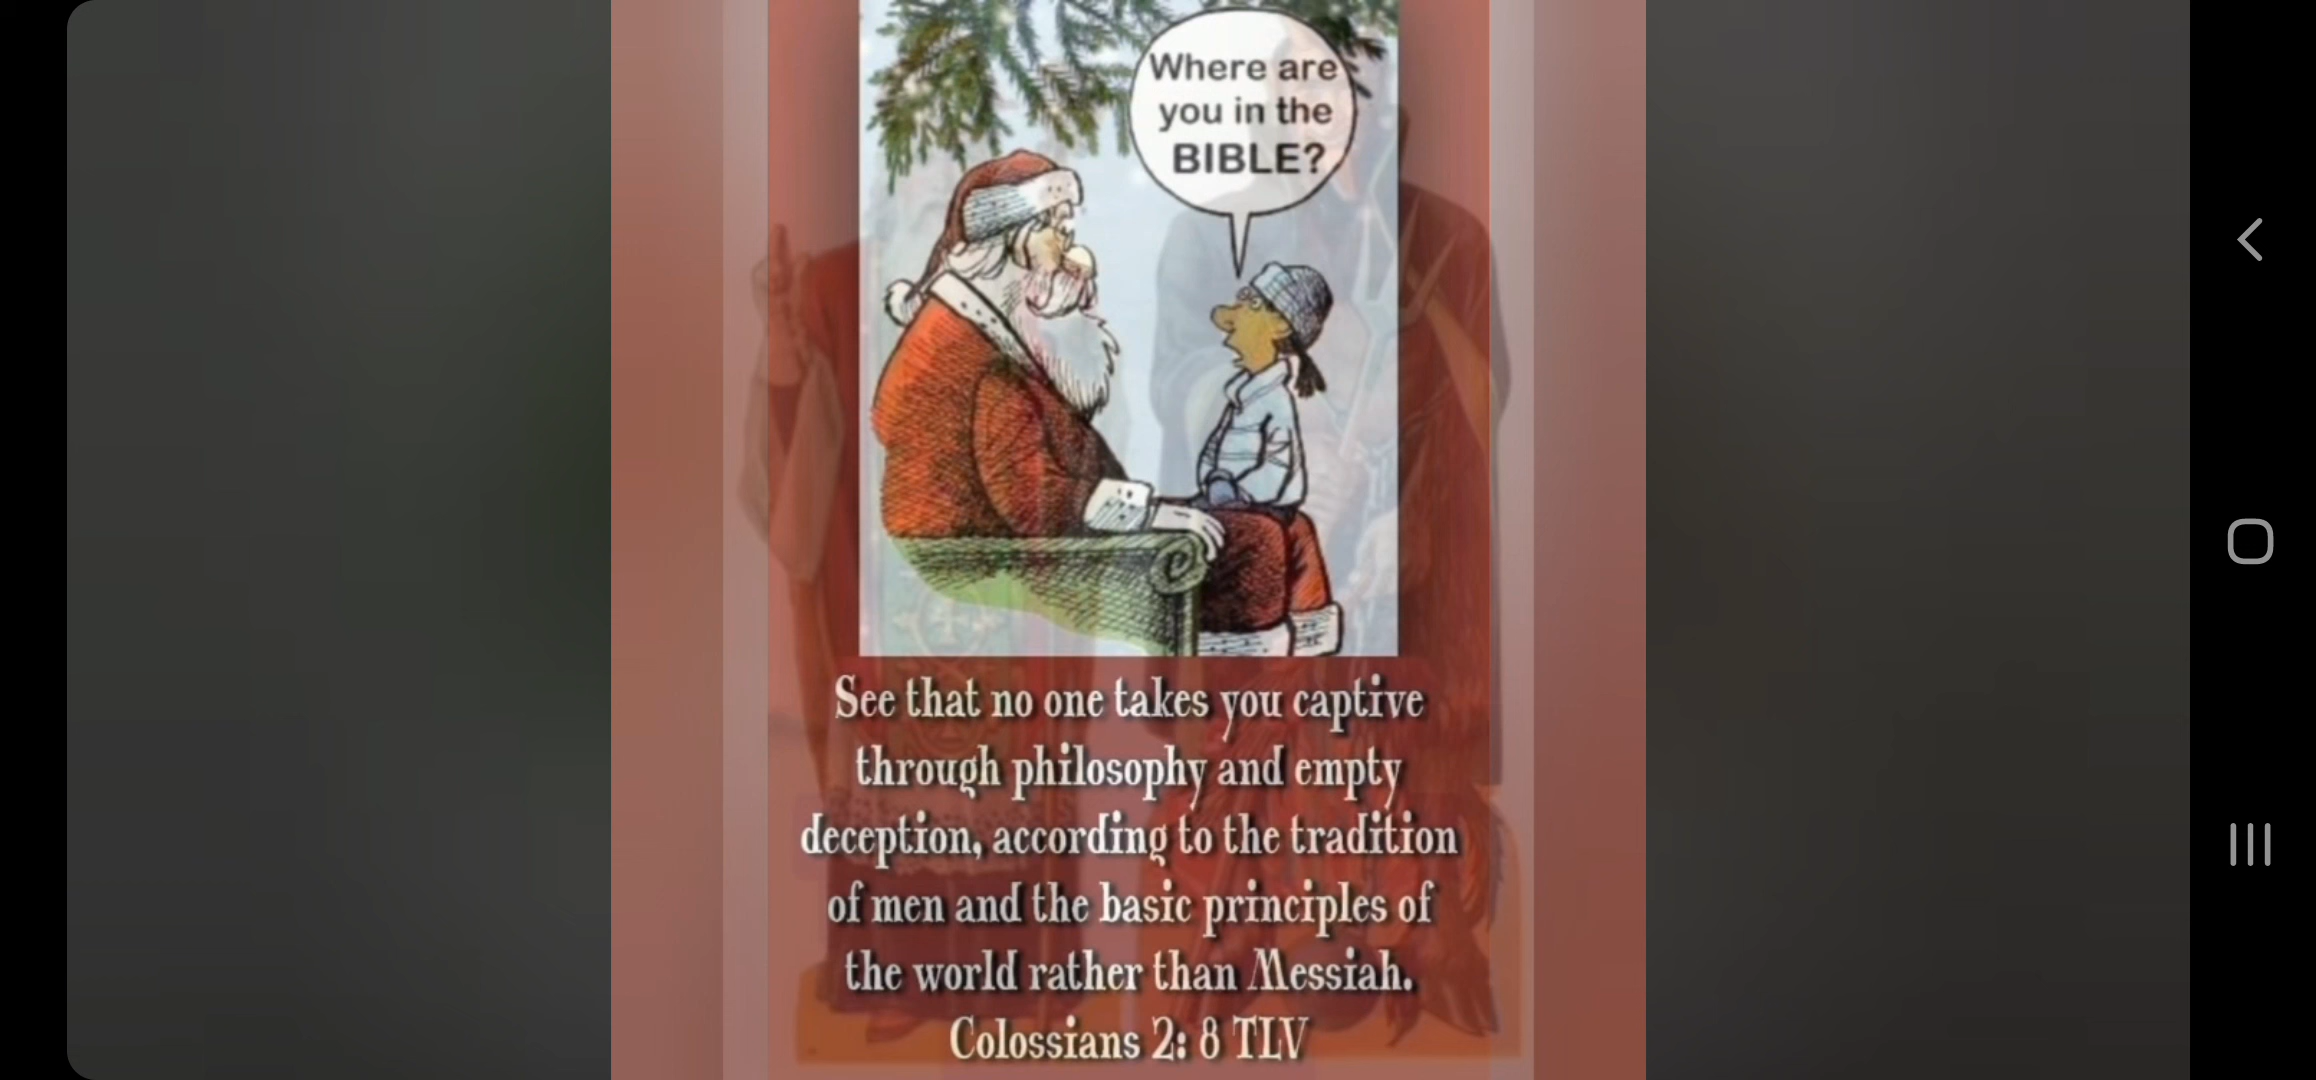 Where are
you in the
BIBLE?
See that no one takes you captive
through philosophy and empty
deception, according to the tradition
of men and the basic principles of
the world rather than Messiah.
Colossians 2: 8 TLV